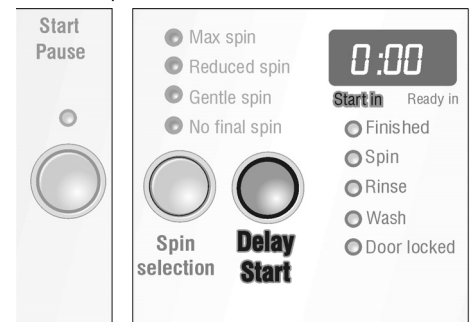 Start
Pause
Max spin
Reduced spin
Gentle spin
No final spin
Spin
selection
Delay
Start
0:00
Start in Ready in
Finished
Spin
Rinse
Wash
Door locked